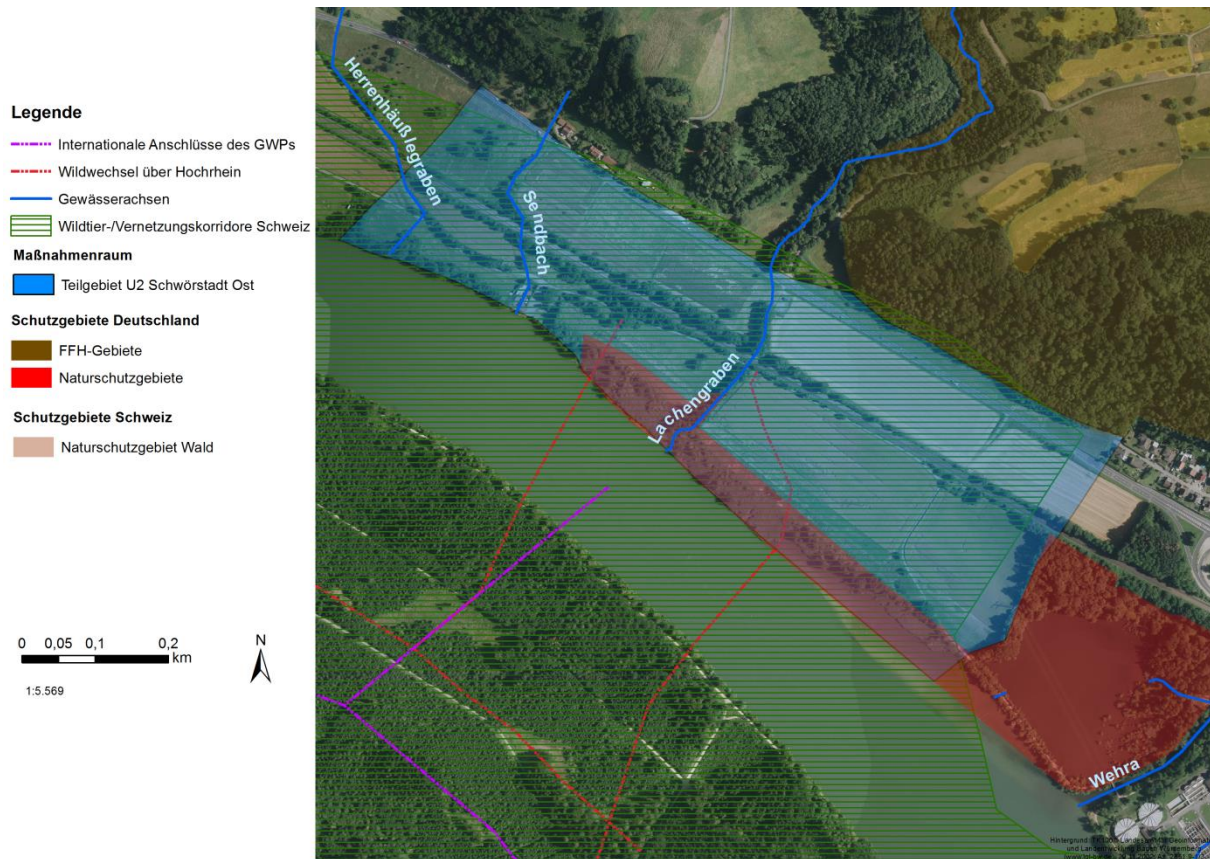 Legende
Internationale Anschlüsse des GWPs
Wildwechsel über Hochrhein
Gewässerachsen
Wildtier-/Vernetzungskorridore Schweiz
Maßnahmenraum
Teilgebiet U2 Schwörstadt Ost
Schutzgebiete Deutschland
FFH-Gebiete
Naturschutzgebiete
Schutzgebiete Schweiz
Naturschutzgebiet Wald
0 0,05 0,1 0,2
km
1:5.569
N
Herrenhäußlegraben
Sendbach
Lachengraben
Wehra
Hintergrund
und